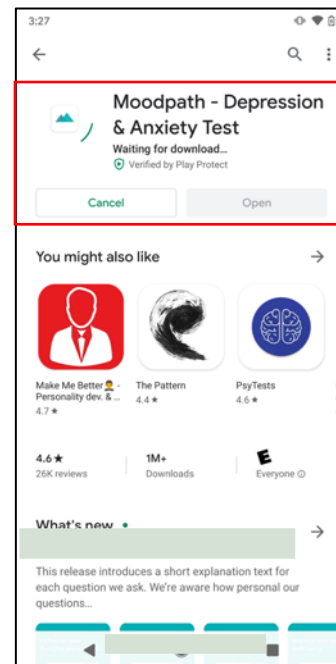 3:27
Moodpath - Depression
& Anxiety Test
Waiting for download...
Verified by Play Protect
Cancel
Open
You might also like
Make Me Better - Personality dev. & ...
4.7 ★
The Pattern
4.4 ★
PsyTests
4.6 ★
4.6 ★
26K reviews
1M+
Downloads
E
Everyone
What's new
This release introduces a short explanation text for
each question we ask. We're aware how personal our
questions...